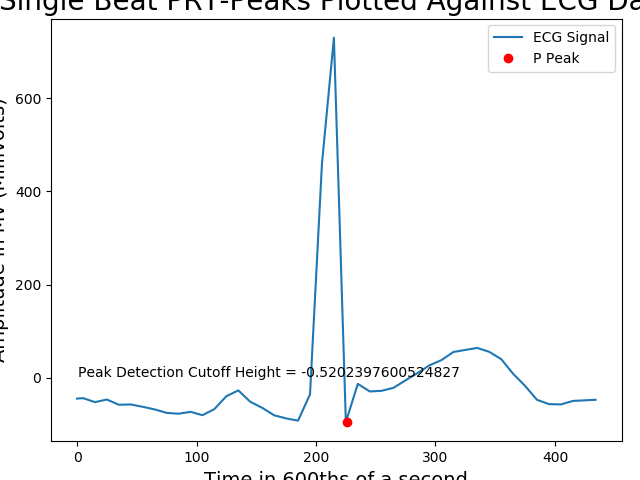 Single Beat PRT-Peaks Plotted Against ECG Da
ECG Signal
P Peak
600
400
200
0
Amplitude in MV (Millivolts)
Peak Detection Cutoff Height = -0.5202397600524827
0 100 200 300 400
Time in 600ths of a second